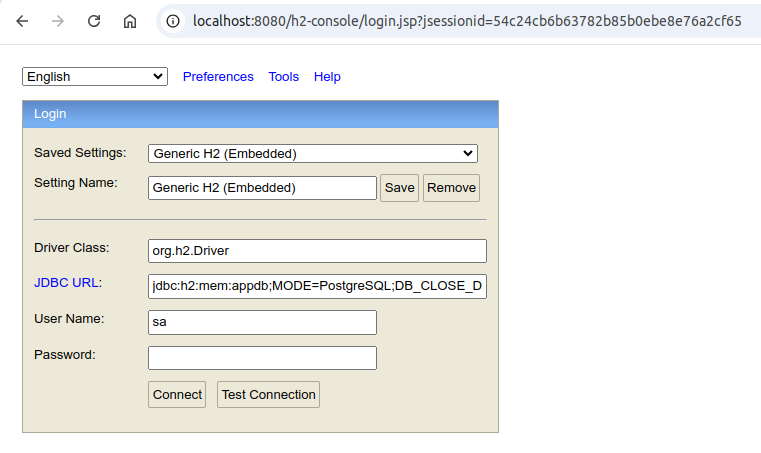 localhost:8080/h2-console/login.jsp?jsessionid=54c24cb6b63782b85b0ebe8e76a2cf65
English Preferences Tools Help
Login
Saved Settings: Generic H2 (Embedded)
Setting Name: Generic H2 (Embedded) Save Remove
Driver Class: org.h2.Driver
JDBC URL: jdbc:h2:mem:appdb;MODE=PostgreSQL;DB_CLOSE_D
User Name: sa
Password:
Connect Test Connection